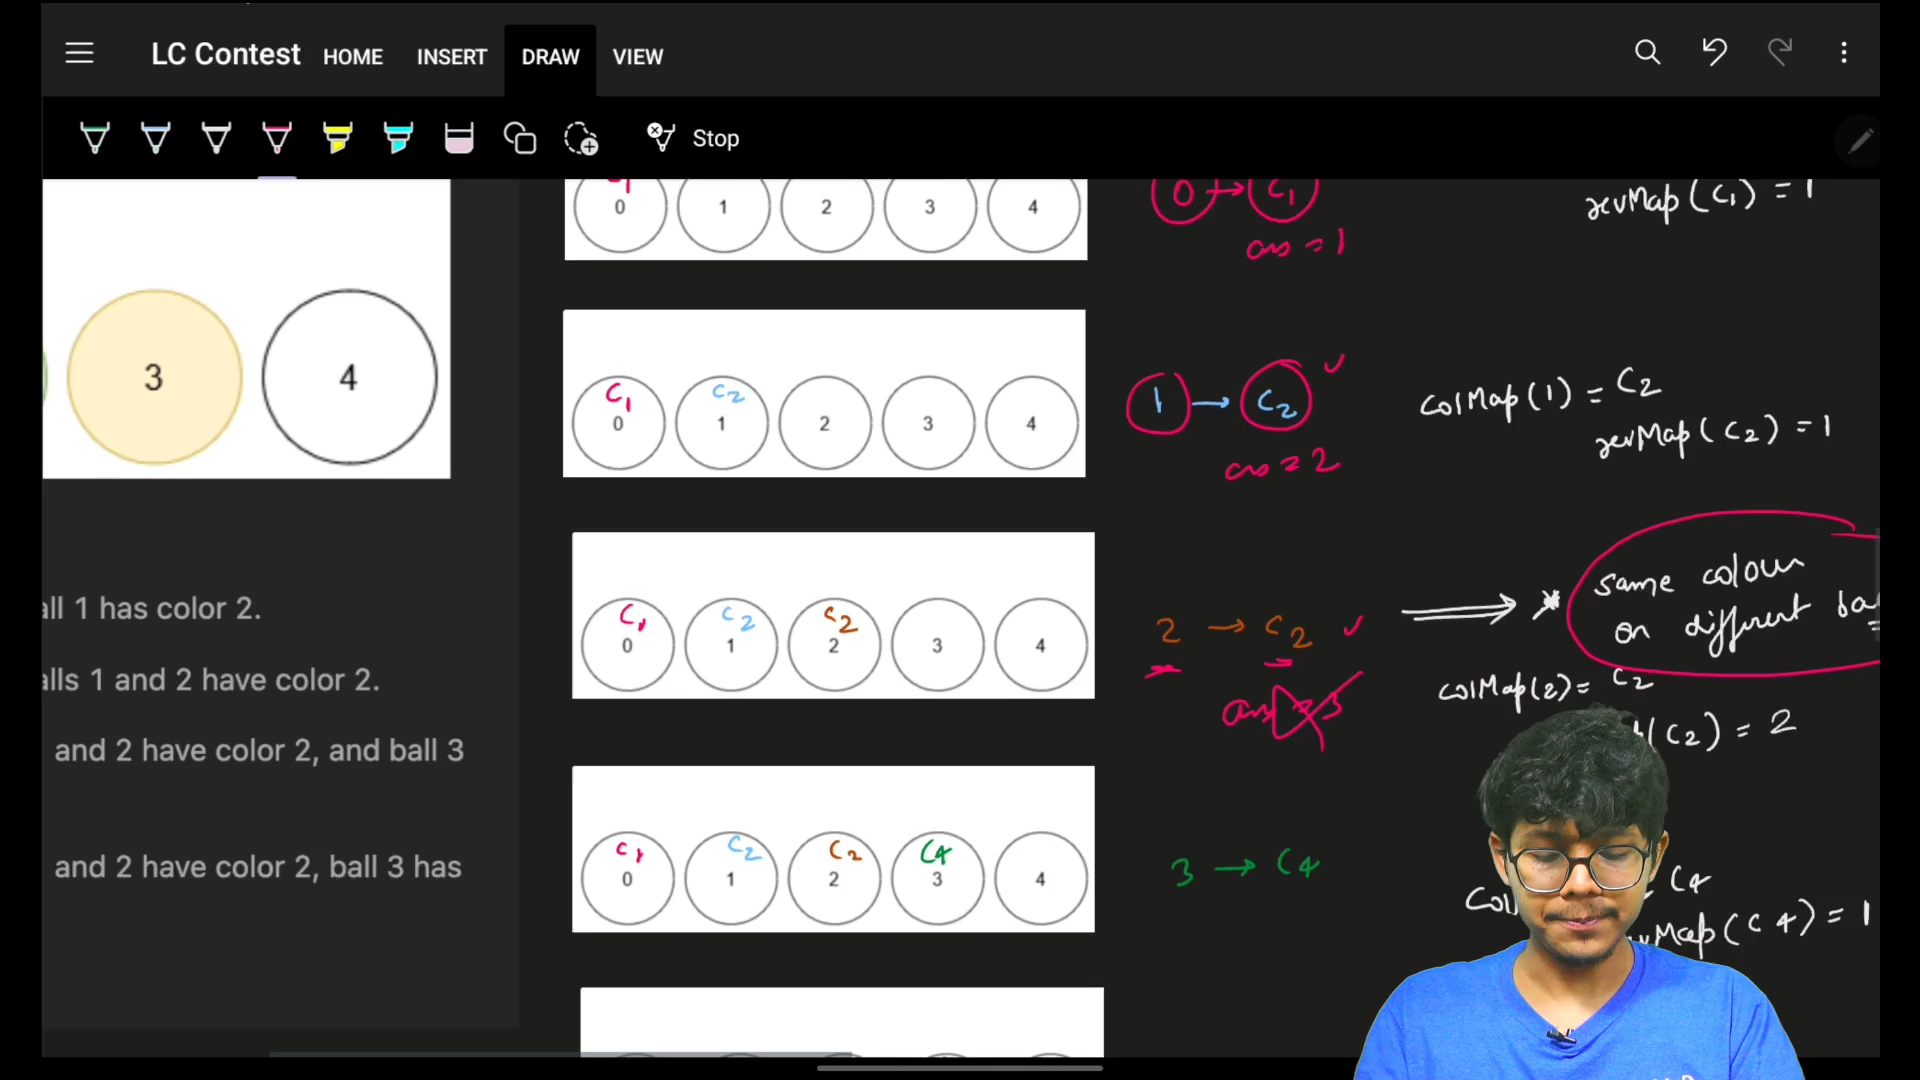 LC Contest HOME INSERT DRAW VIEW
Stop
3 4
all 1 has color 2.
alls 1 and 2 have color 2.
and 2 have color 2, and ball 3
and 2 have color 2, ball 3 has
0 1 2 3 4
0 → C1
ans = 1
revMap(C1) = 1
C1 C2
0 1 2 3 4
1 → C2 ✓
ans = 2
colMap(1) = C2
revMap(C2) = 1
C1 C2 C2
0 1 2 3 4
2 → C2 ✓
ans = 3
same colour
on different
colMap(2) = C2
(C2) = 2
C1 C2 C2 C4
0 1 2 3 4
3 → C4
Col = C4
vMap(C4) = 1